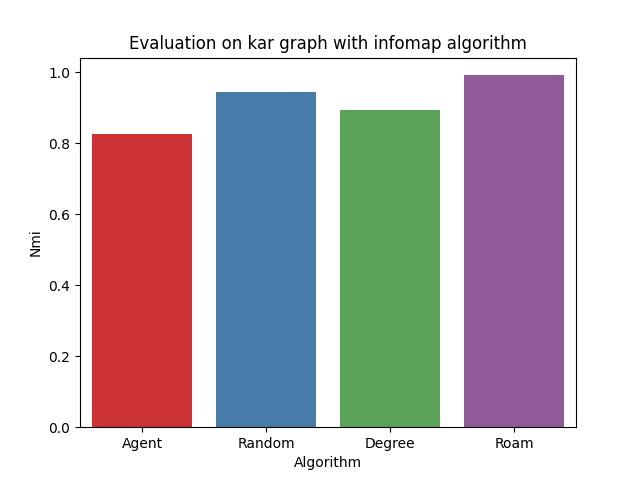 Evaluation on kar graph with infomap algorithm
1.0
0.8
0.6
0.4
0.2
0.0
Nmi
Agent Random Degree Roam
Algorithm